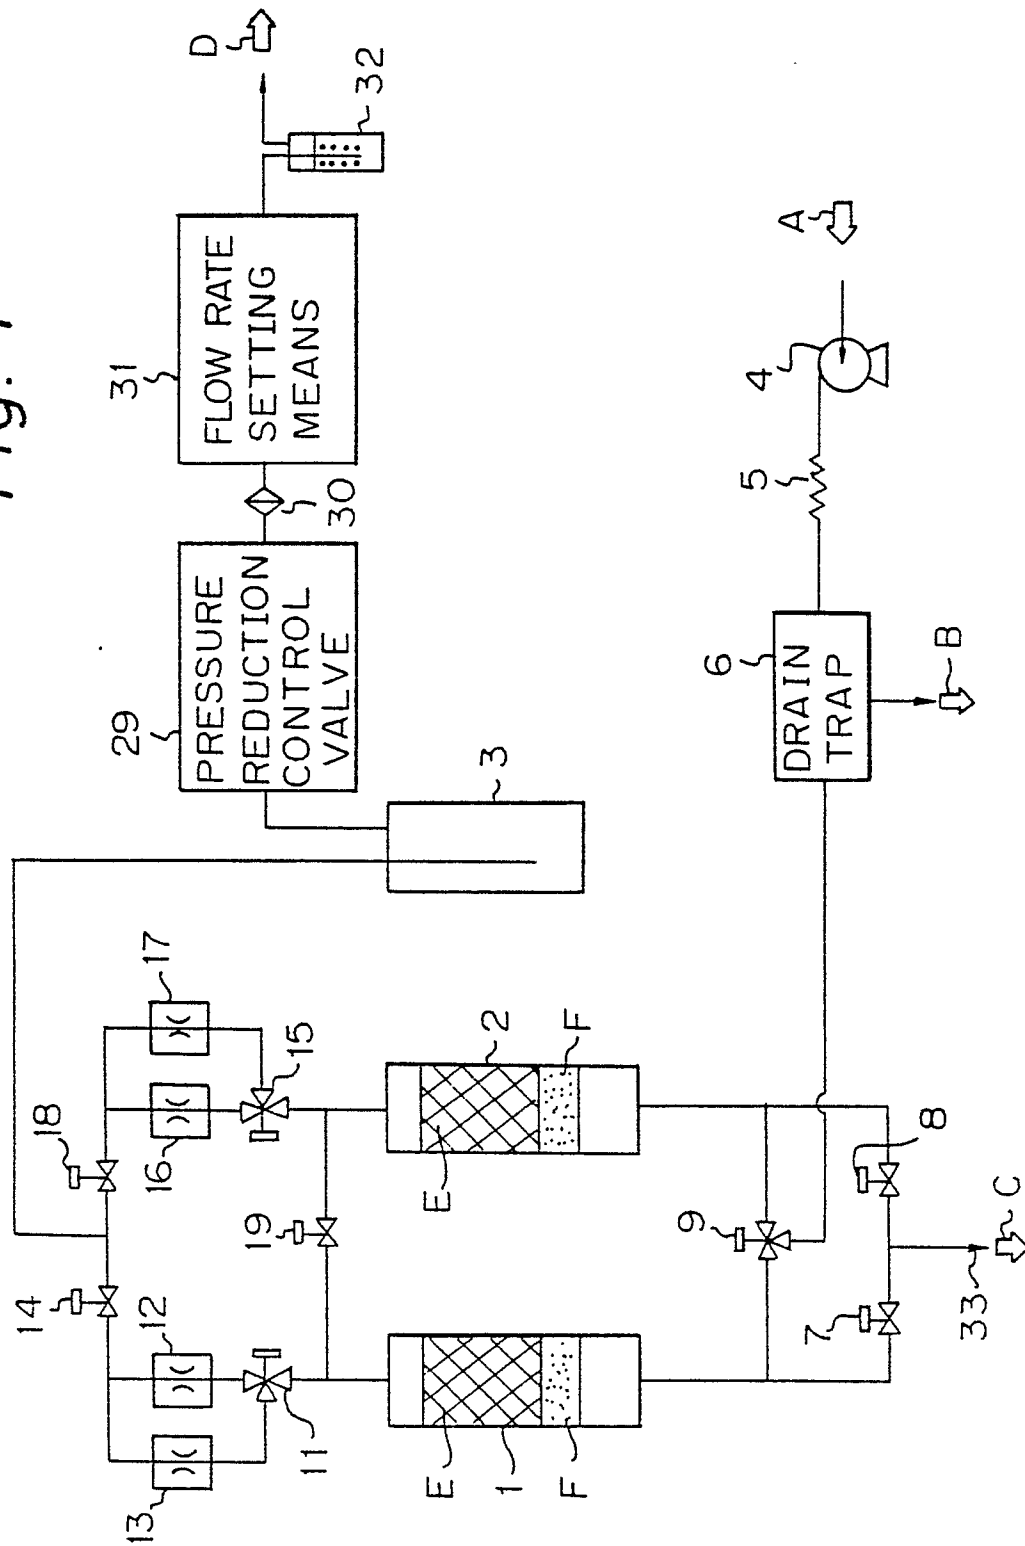 Fig. 1
13
12
14
18
16
17
11
15
19
29
PRESSURE
REDUCTION
CONTROL
VALVE
30
31
FLOW RATE
SETTING
MEANS
D
32
E
1
F
E
2
F
3
7
9
8
33
C
6
DRAIN
TRAP
B
5
4
A